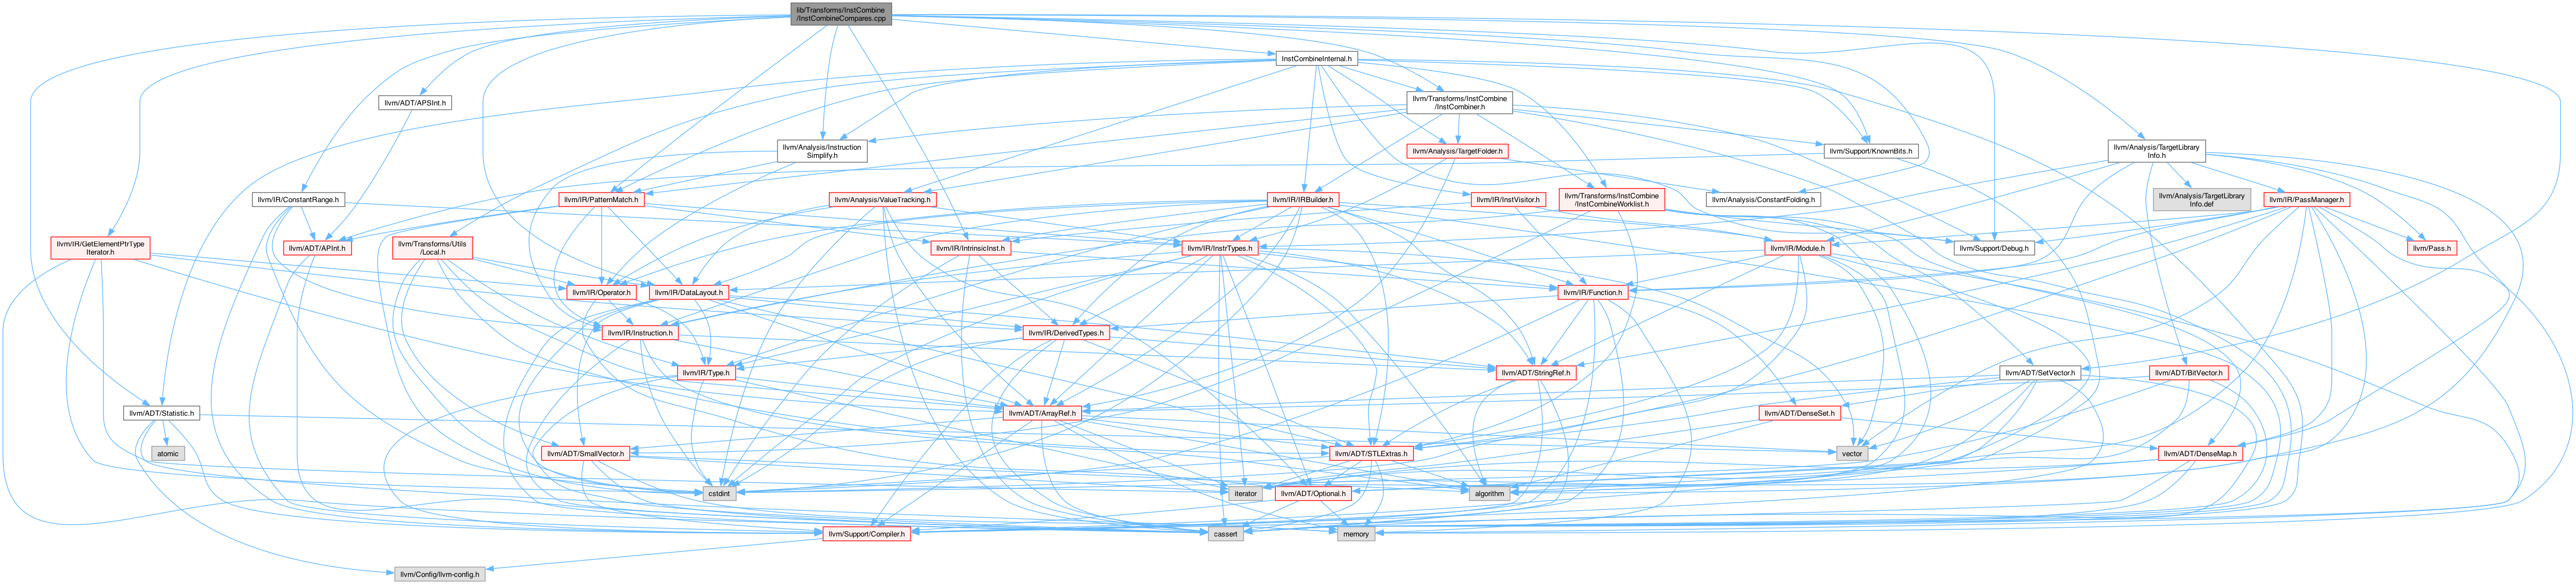 lib/Transforms/InstCombine
/InstCombineCompares.cpp
InstCombineInternal.h
llvm/ADT/APSInt.h
llvm/Transforms/InstCombine
/InstCombiner.h
llvm/Analysis/Instruction
Simplify.h
llvm/Analysis/TargetFolder.h
llvm/Support/KnownBits.h
llvm/Analysis/TargetLibrary
Info.h
llvm/IR/ConstantRange.h
llvm/IR/PatternMatch.h
llvm/Analysis/ValueTracking.h
llvm/IR/IRBuilder.h
llvm/IR/InstVisitor.h
llvm/Transforms/InstCombine
/InstCombineWorklist.h
llvm/Analysis/ConstantFolding.h
llvm/Analysis/TargetLibrary
Info.def
llvm/IR/PassManager.h
llvm/IR/GetElementPtrType
Iterator.h
llvm/ADT/APInt.h
llvm/Transforms/Utils
/Local.h
llvm/IR/IntrinsicInst.h
llvm/IR/InstrTypes.h
llvm/IR/Module.h
llvm/Support/Debug.h
llvm/Pass.h
llvm/IR/Operator.h
llvm/IR/DataLayout.h
llvm/IR/Function.h
llvm/IR/Instruction.h
llvm/IR/DerivedTypes.h
llvm/IR/Type.h
llvm/ADT/StringRef.h
llvm/ADT/SetVector.h
llvm/ADT/BitVector.h
llvm/ADT/Statistic.h
llvm/ADT/ArrayRef.h
llvm/ADT/DenseSet.h
atomic
llvm/ADT/SmallVector.h
llvm/ADT/STLExtras.h
vector
llvm/ADT/DenseMap.h
cstdint
iterator
llvm/ADT/Optional.h
algorithm
llvm/Support/Compiler.h
cassert
memory
llvm/Config/llvm-config.h